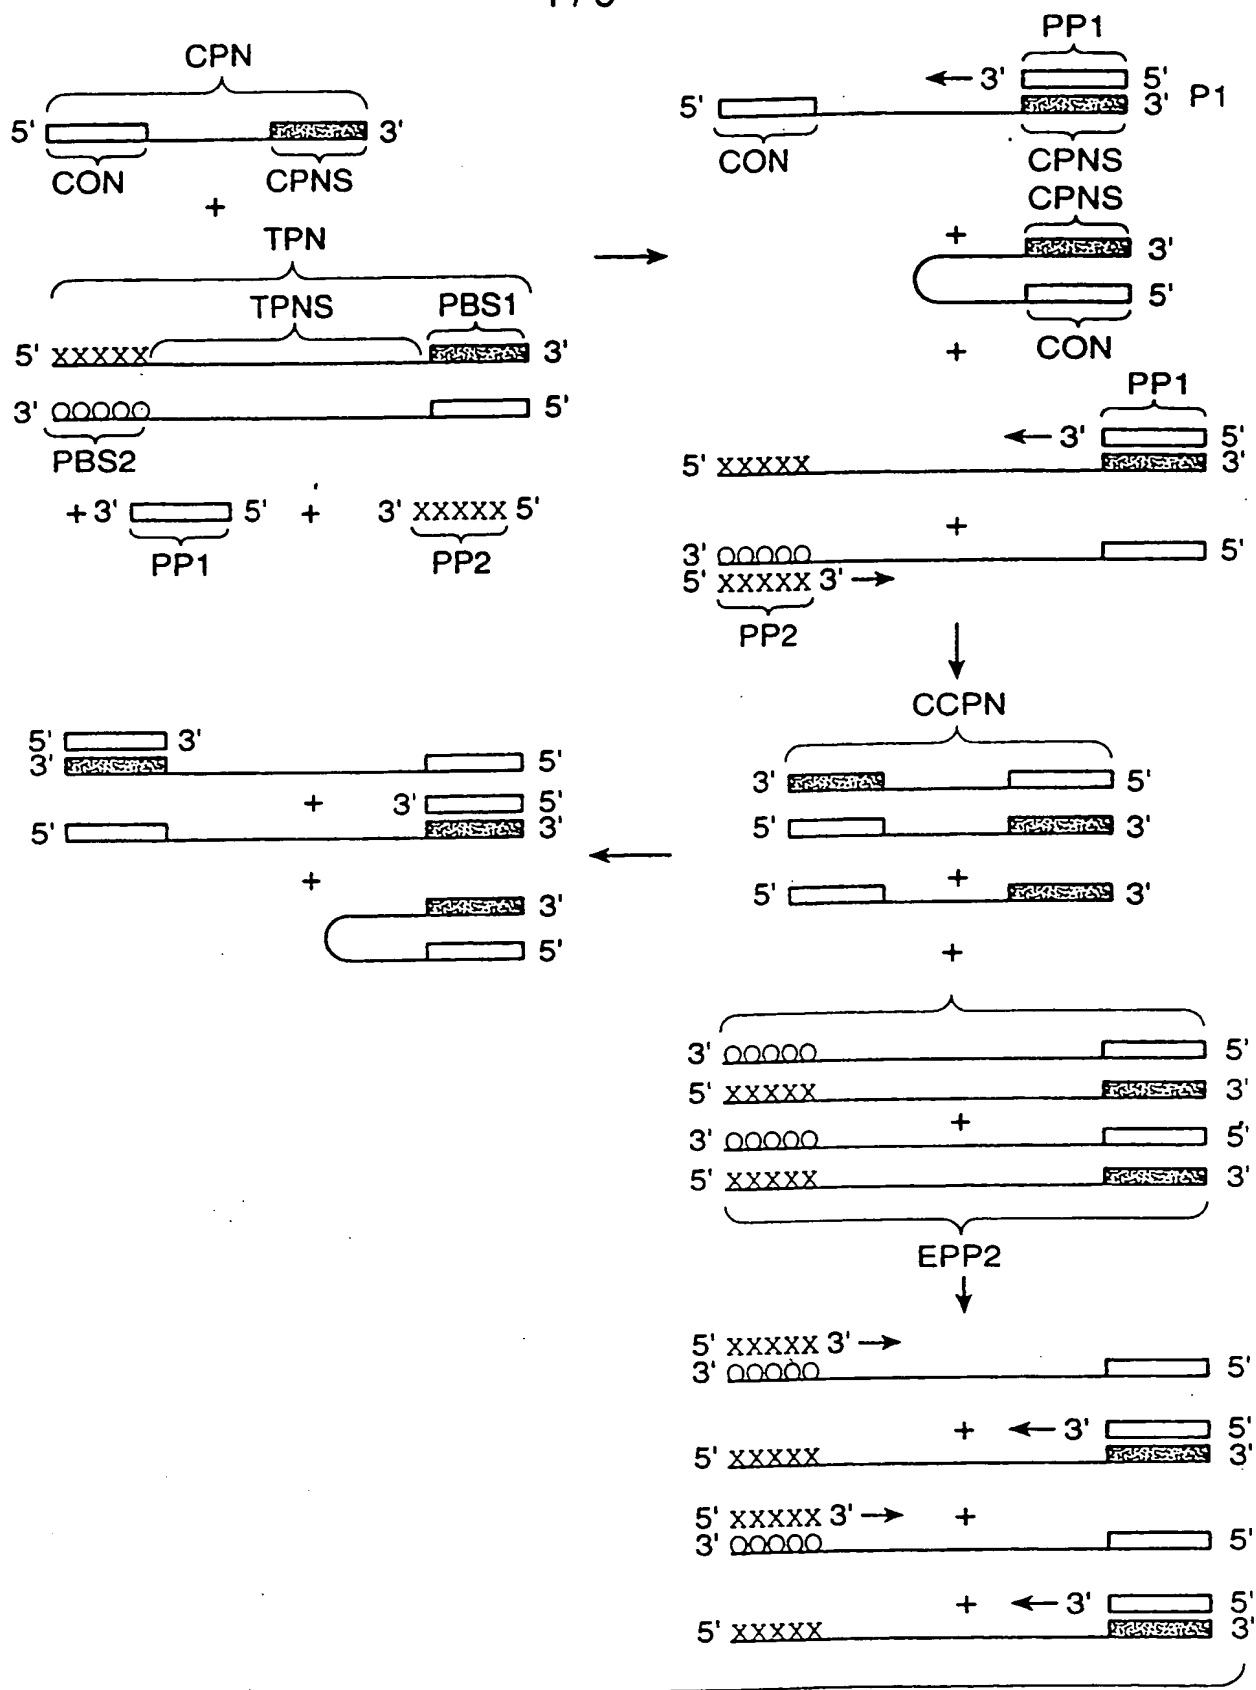 CPN
5' 3'
CON CPNS
+
TPN
TPNS PBS1
5' XXXXX 3'
3' OOOOO 5'
PBS2
+ 3' 5' + 3' XXXXX 5'
PP1 PP2
PP1
3' 5'
5' 3' P1
CON CPNS
CPNS
+ 3'
5'
+ CON
PP1
3' 5'
5' XXXXX 3'
+
3' OOOOO 5'
5' XXXXX 3'
PP2
CCPN
3' 5'
5' 3'
+
5' 3'
+
3' OOOOO 5'
5' XXXXX 3'
+
3' OOOOO 5'
5' XXXXX 3'
EPP2
5' XXXXX 3'
3' OOOOO 5'
+ 3' 5'
5' XXXXX 3'
5' XXXXX 3' +
3' OOOOO 5'
+ 3' 5'
5' XXXXX 3'
5' 3'
3' 5'
+ 3' 5'
5' 3'
+
3'
5'